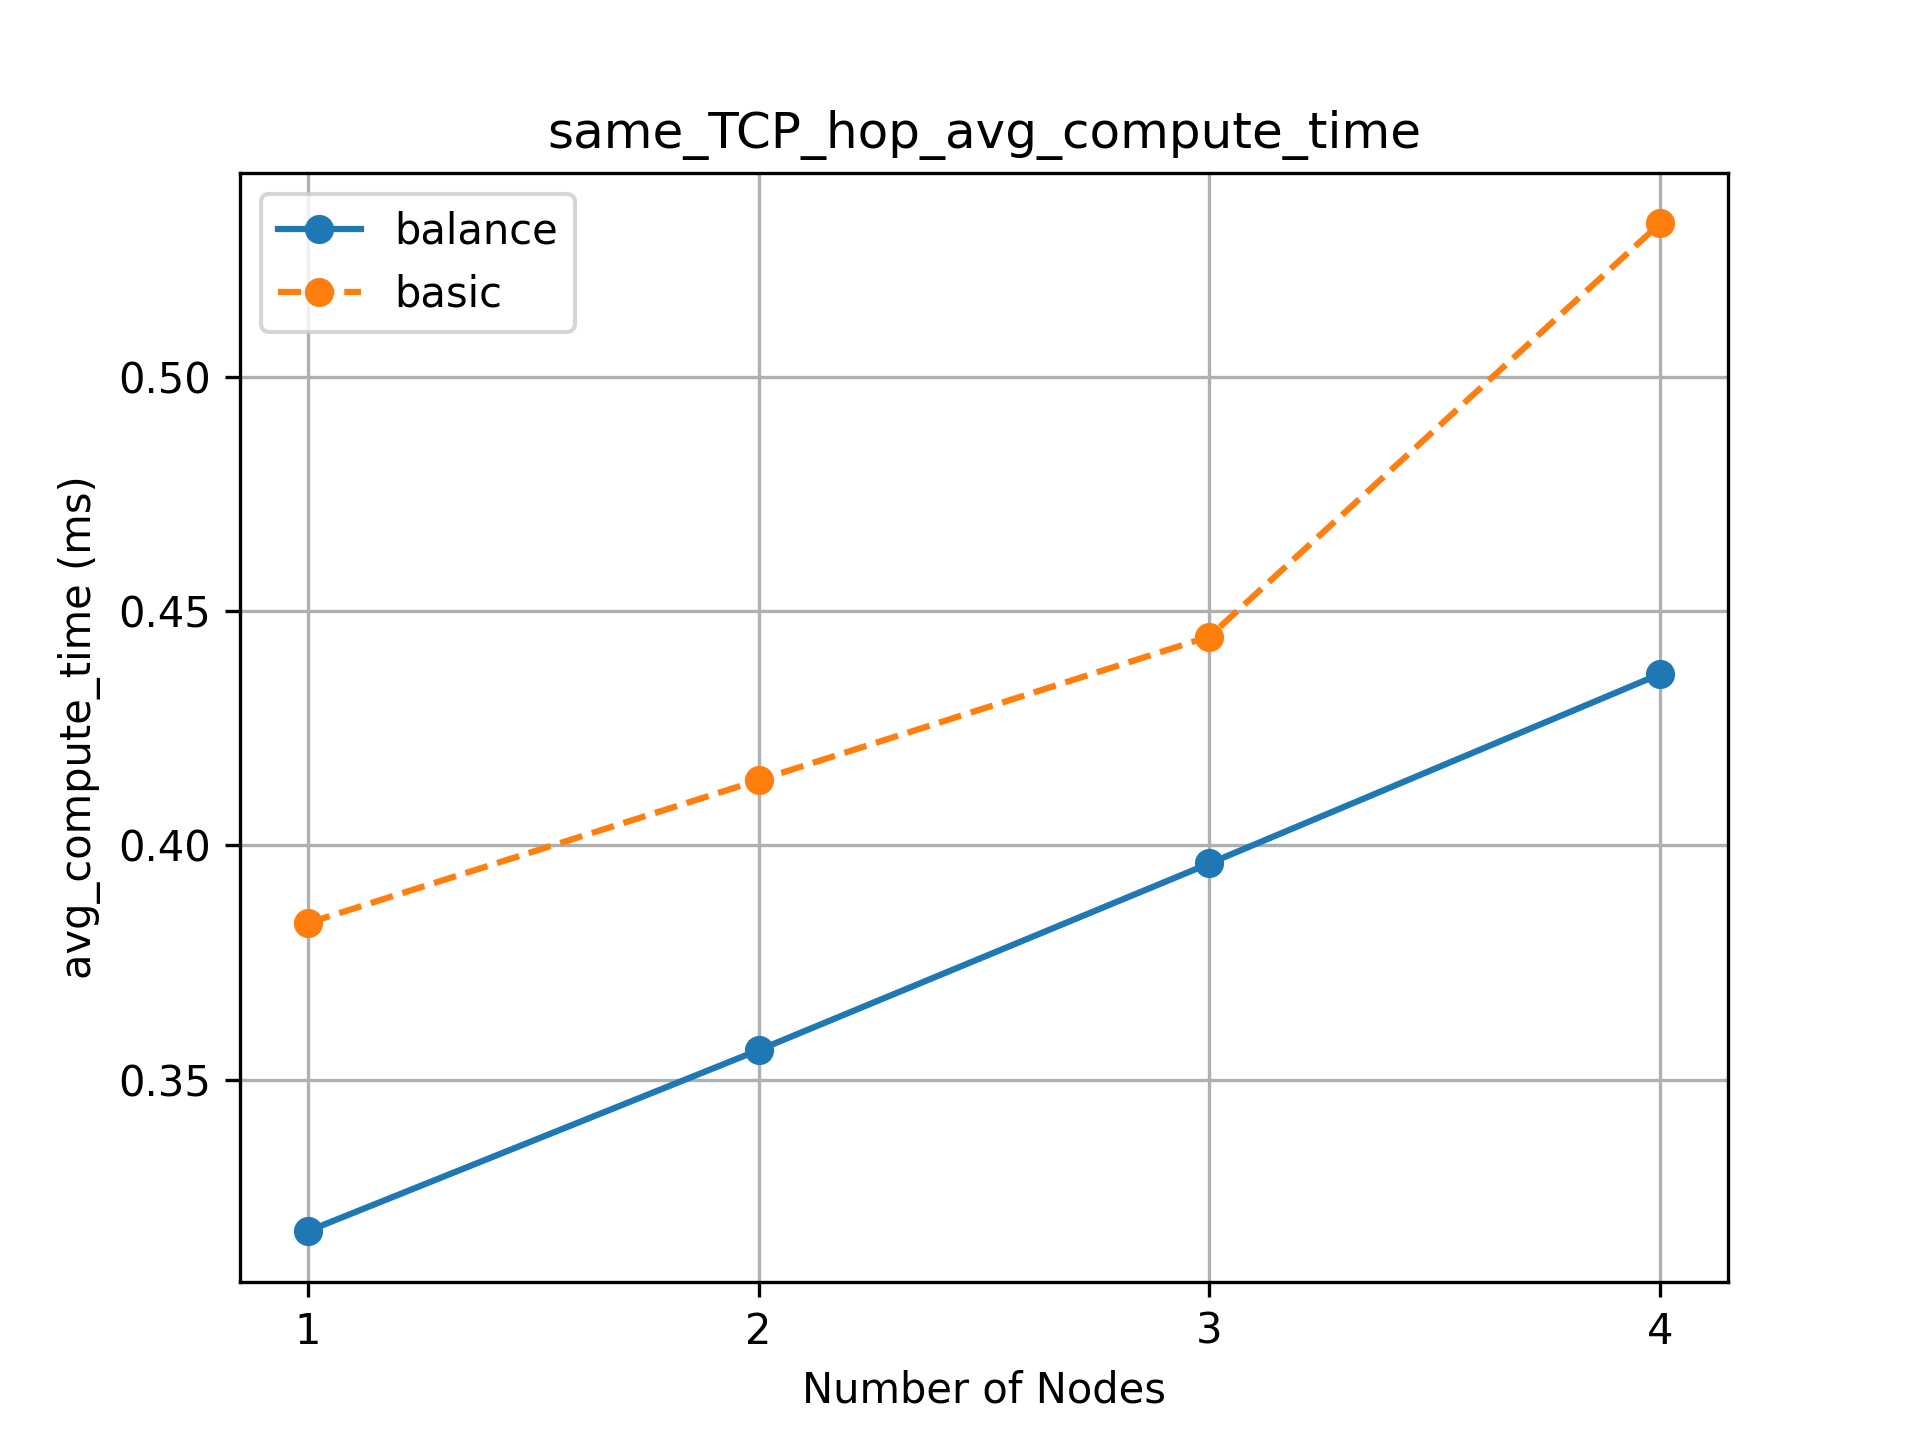 same_TCP_hop_avg_compute_time
balance
basic
avg_compute_time (ms)
0.50
0.45
0.40
0.35
1 2 3 4
Number of Nodes